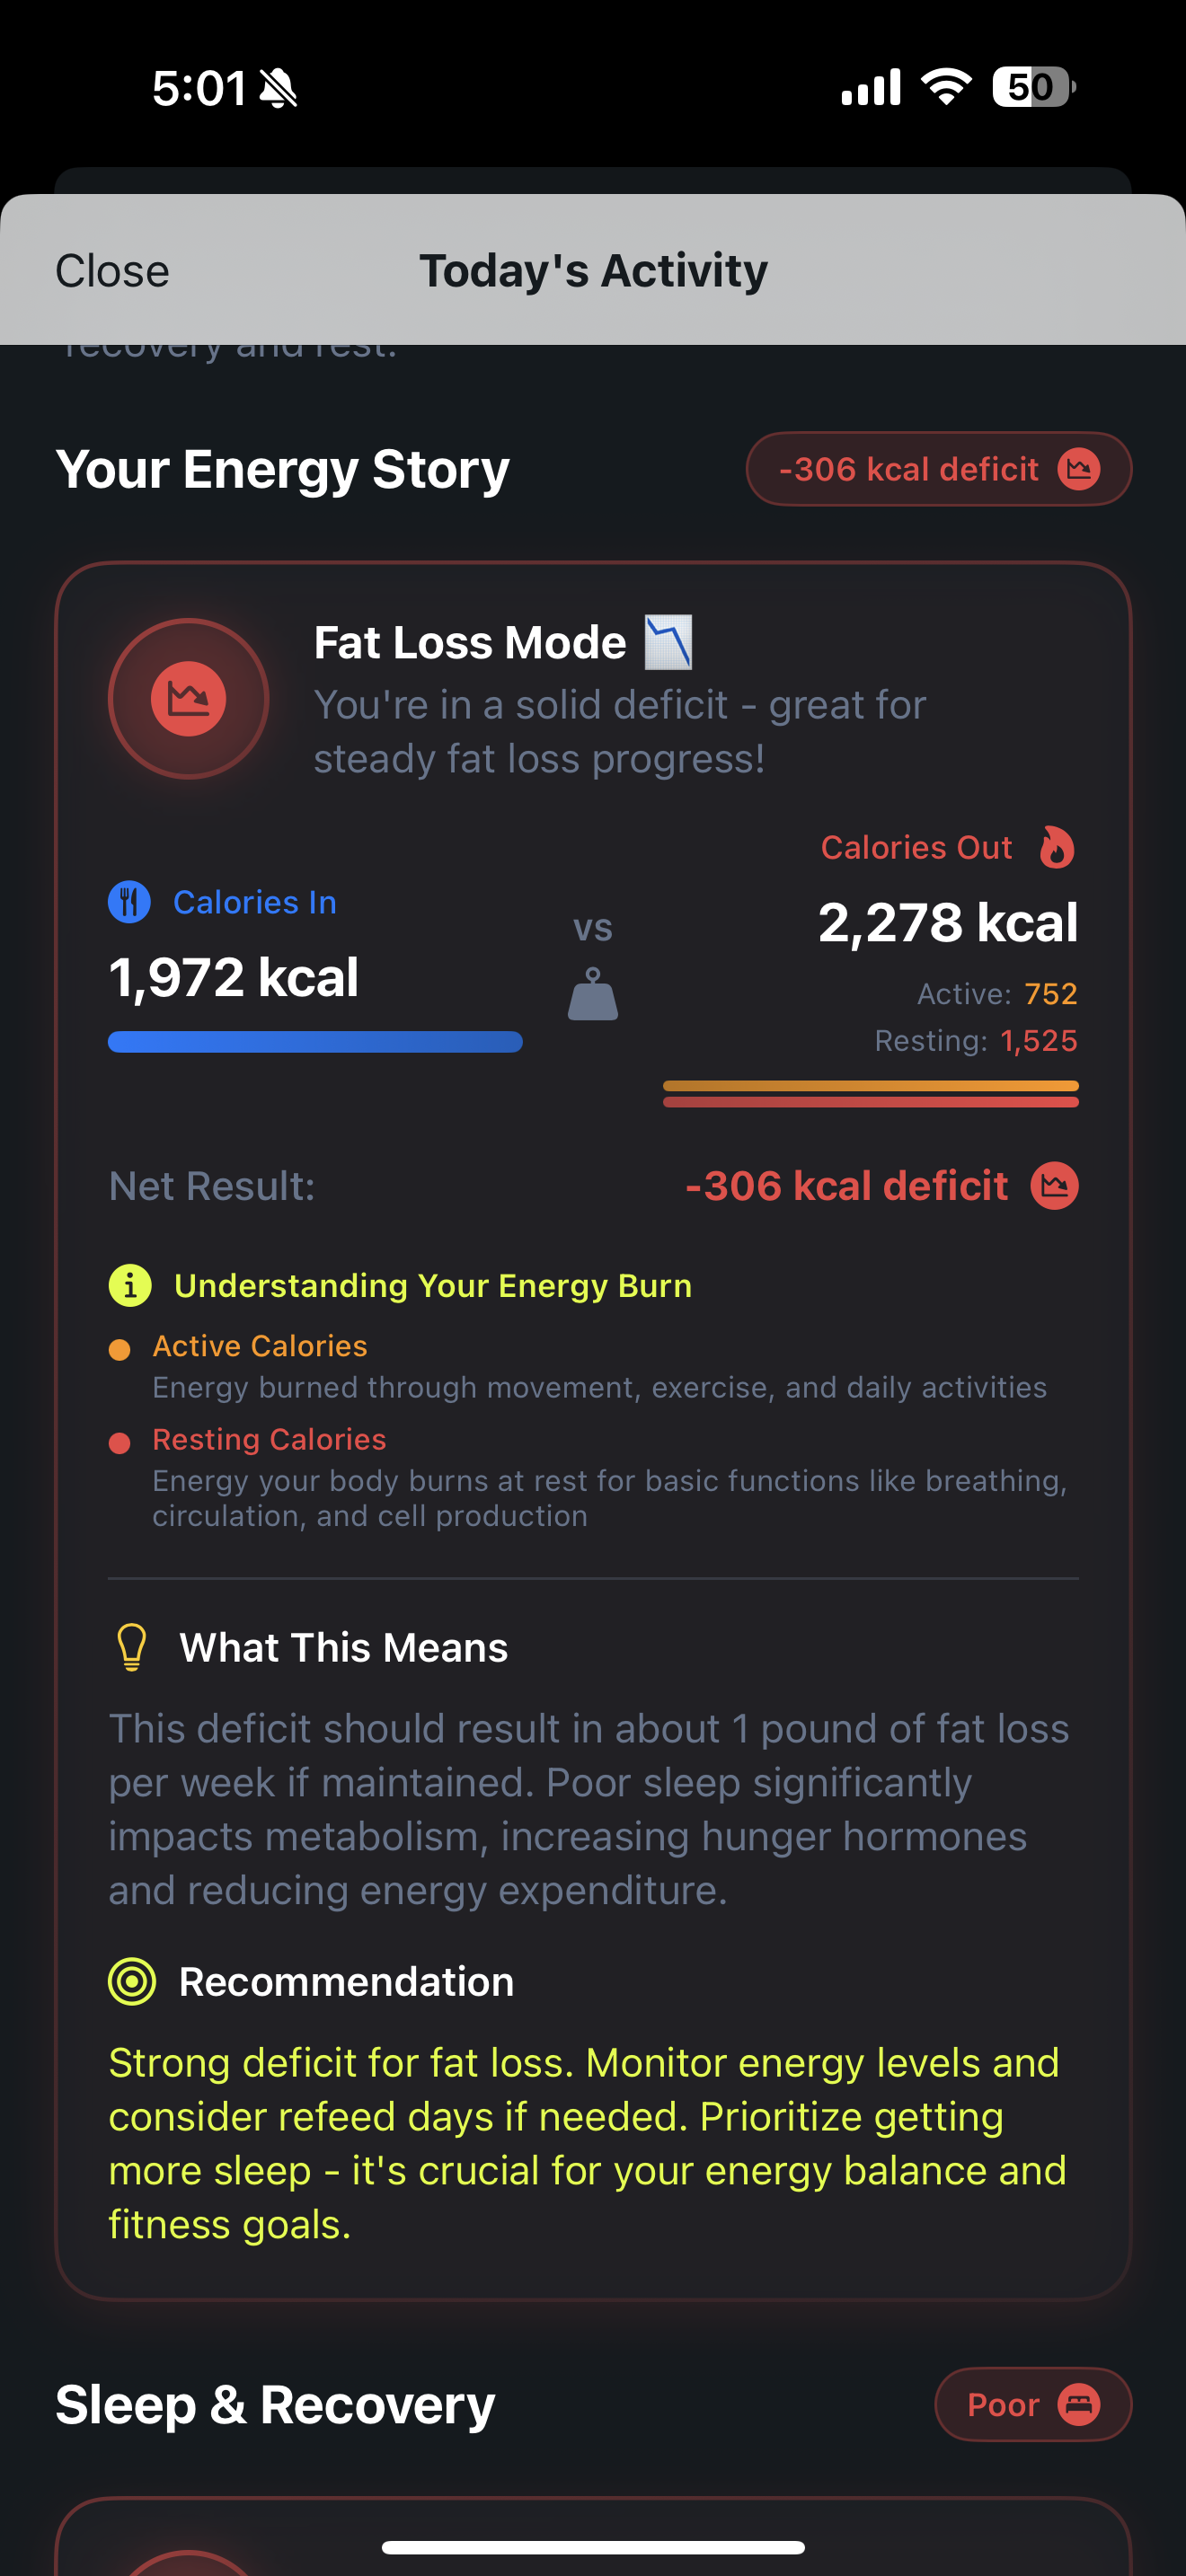 5:01
50
Close
Today's Activity
recovery and rest.
Your Energy Story
-306 kcal deficit
Fat Loss Mode
You're in a solid deficit - great for
steady fat loss progress!
Calories In
1,972 kcal
vs
Calories Out
2,278 kcal
Active: 752
Resting: 1,525
Net Result:
-306 kcal deficit
Understanding Your Energy Burn
Active Calories
Energy burned through movement, exercise, and daily activities
Resting Calories
Energy your body burns at rest for basic functions like breathing,
circulation, and cell production
What This Means
This deficit should result in about 1 pound of fat loss
per week if maintained. Poor sleep significantly
impacts metabolism, increasing hunger hormones
and reducing energy expenditure.
Recommendation
Strong deficit for fat loss. Monitor energy levels and
consider refeed days if needed. Prioritize getting
more sleep - it's crucial for your energy balance and
fitness goals.
Sleep & Recovery
Poor